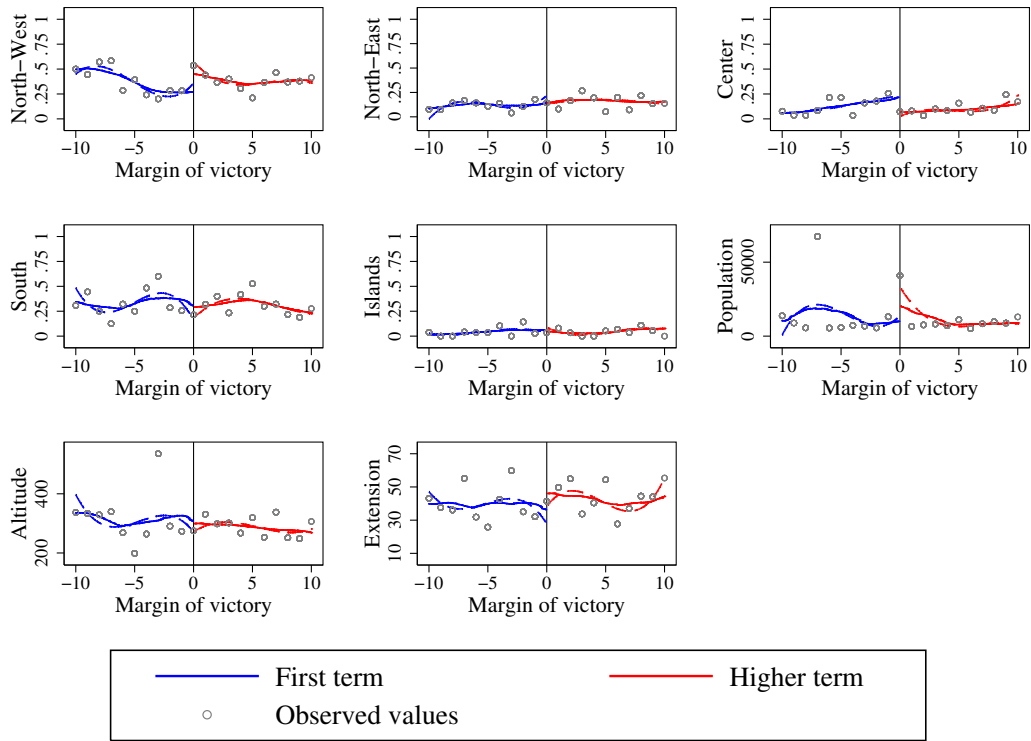 North−West
0 .25 .5 .75 1
−10 −5 0 5 10
Margin of victory
North−East
0 .25 .5 .75 1
−10 −5 0 5 10
Margin of victory
Center
0 .25 .5 .75 1
−10 −5 0 5 10
Margin of victory
South
0 .25 .5 .75 1
−10 −5 0 5 10
Margin of victory
Islands
0 .25 .5 .75 1
−10 −5 0 5 10
Margin of victory
Population
0 50000
−10 −5 0 5 10
Margin of victory
Altitude
200 400
−10 −5 0 5 10
Margin of victory
Extension
10 30 50 70
−10 −5 0 5 10
Margin of victory
First term Higher term
Observed values